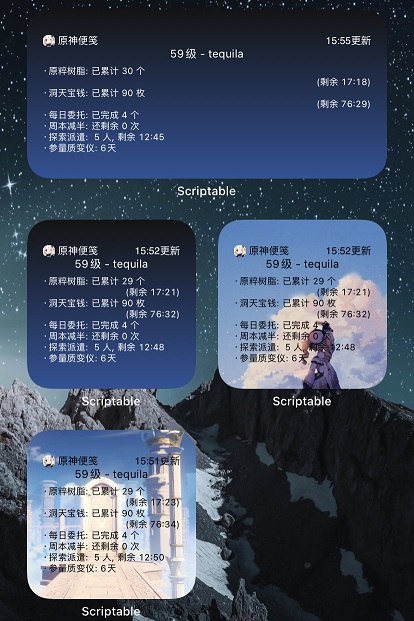 原神便笺 15:55更新
59级 - tequila
· 原粹树脂: 已累计 30 个
(剩余 17:18)
· 洞天宝钱: 已累计 90 枚
(剩余 76:29)
· 每日委托: 已完成 4 个
· 周本减半: 还剩余 0 次
· 探索派遣: 5 人, 剩余 12:45
· 参量质变仪: 6天
Scriptable
原神便笺 15:52更新
59级 - tequila
· 原粹树脂: 已累计 29 个
(剩余 17:21)
· 洞天宝钱: 已累计 90 枚
(剩余 76:32)
· 每日委托: 已完成 4 个
· 周本减半: 还剩余 0 次
· 探索派遣: 5 人, 剩余 12:48
· 参量质变仪: 6天
Scriptable
原神便笺 15:52更新
59级 - tequila
· 原粹树脂: 已累计 29 个
(剩余 17:21)
· 洞天宝钱: 已累计 90 枚
(剩余 76:32)
· 每日委托: 已完成 4 个
· 周本减半: 还剩余 0 次
· 探索派遣: 5 人, 剩余 12:48
· 参量质变仪: 6天
Scriptable
原神便笺 15:51更新
59级 - tequila
· 原粹树脂: 已累计 29 个
(剩余 17:23)
· 洞天宝钱: 已累计 90 枚
(剩余 76:34)
· 每日委托: 已完成 4 个
· 周本减半: 还剩余 0 次
· 探索派遣: 5 人, 剩余 12:50
· 参量质变仪: 6天
Scriptable